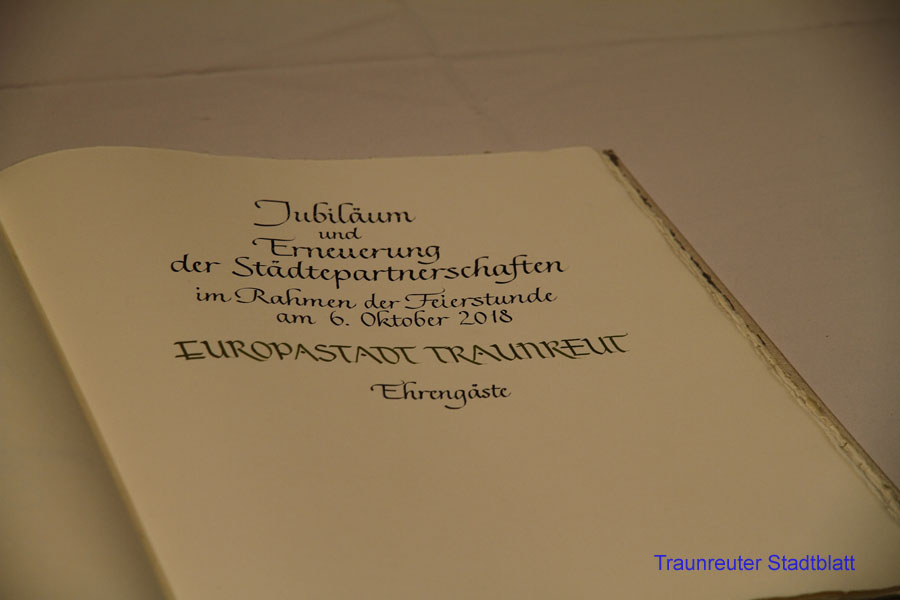 Jubiläum
und
Erneuerung
der Städtepartnerschaften
im Rahmen der Feierstunde
am 6. Oktober 2018
EUROPASTADT TRAUNREUT
Ehrengäste
Traunreuter Stadtblatt